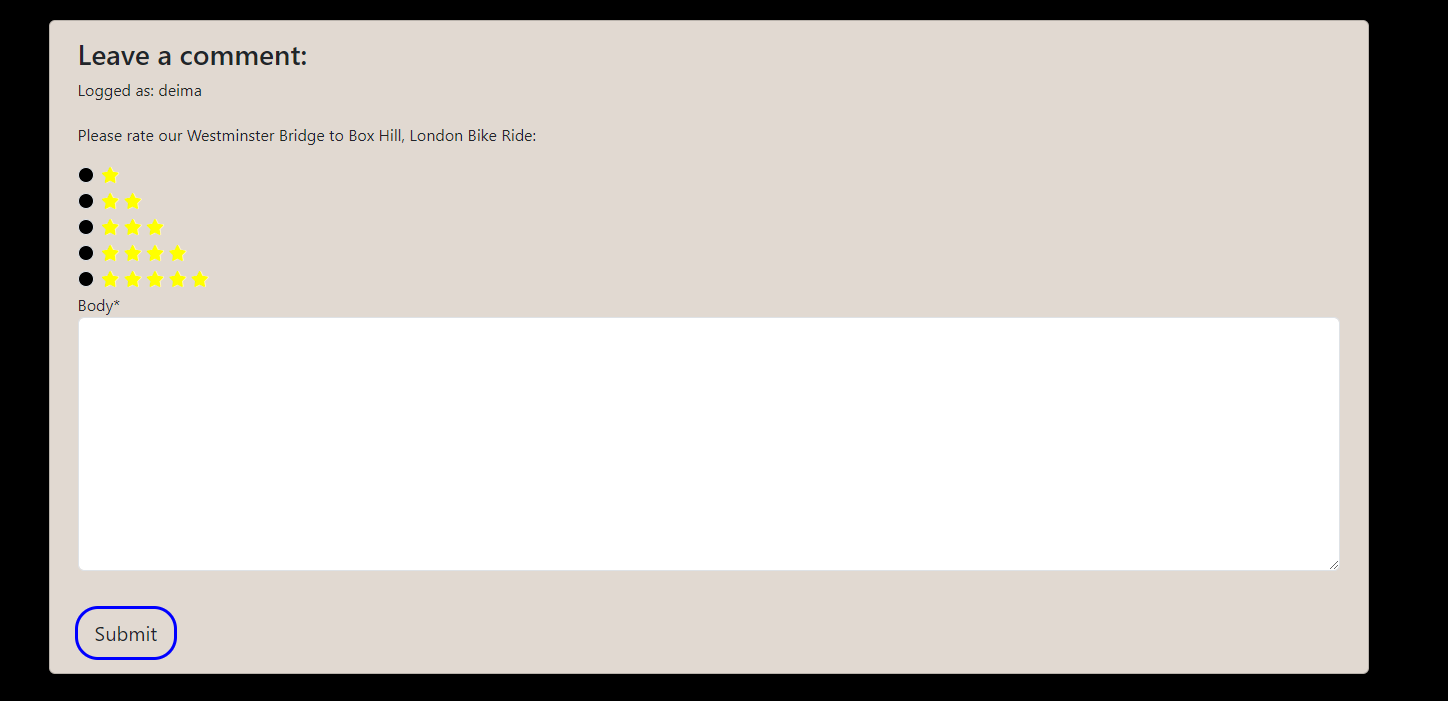 Leave a comment:
Logged as: deima
Please rate our Westminster Bridge to Box Hill, London Bike Ride:
Body*
Submit